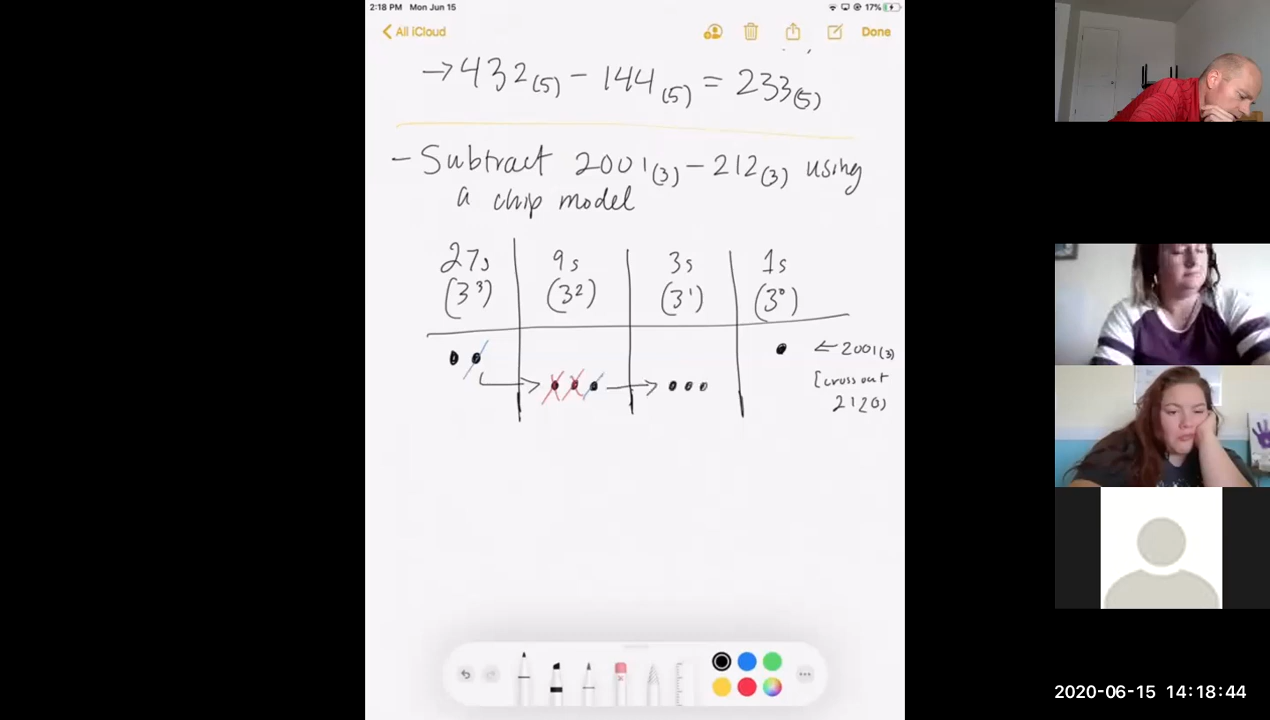 2:18 PM Mon Jun 15
17%
All iCloud
Done
→ 432(5) − 144(5) = 233(5)
- Subtract 2001(3) − 212(3) using
a chip model
27s 9s 3s 1s
(3³) (3²) (3¹) (3⁰)
← 2001(3)
[cross out
212(3)
2020-06-15 14:18:44